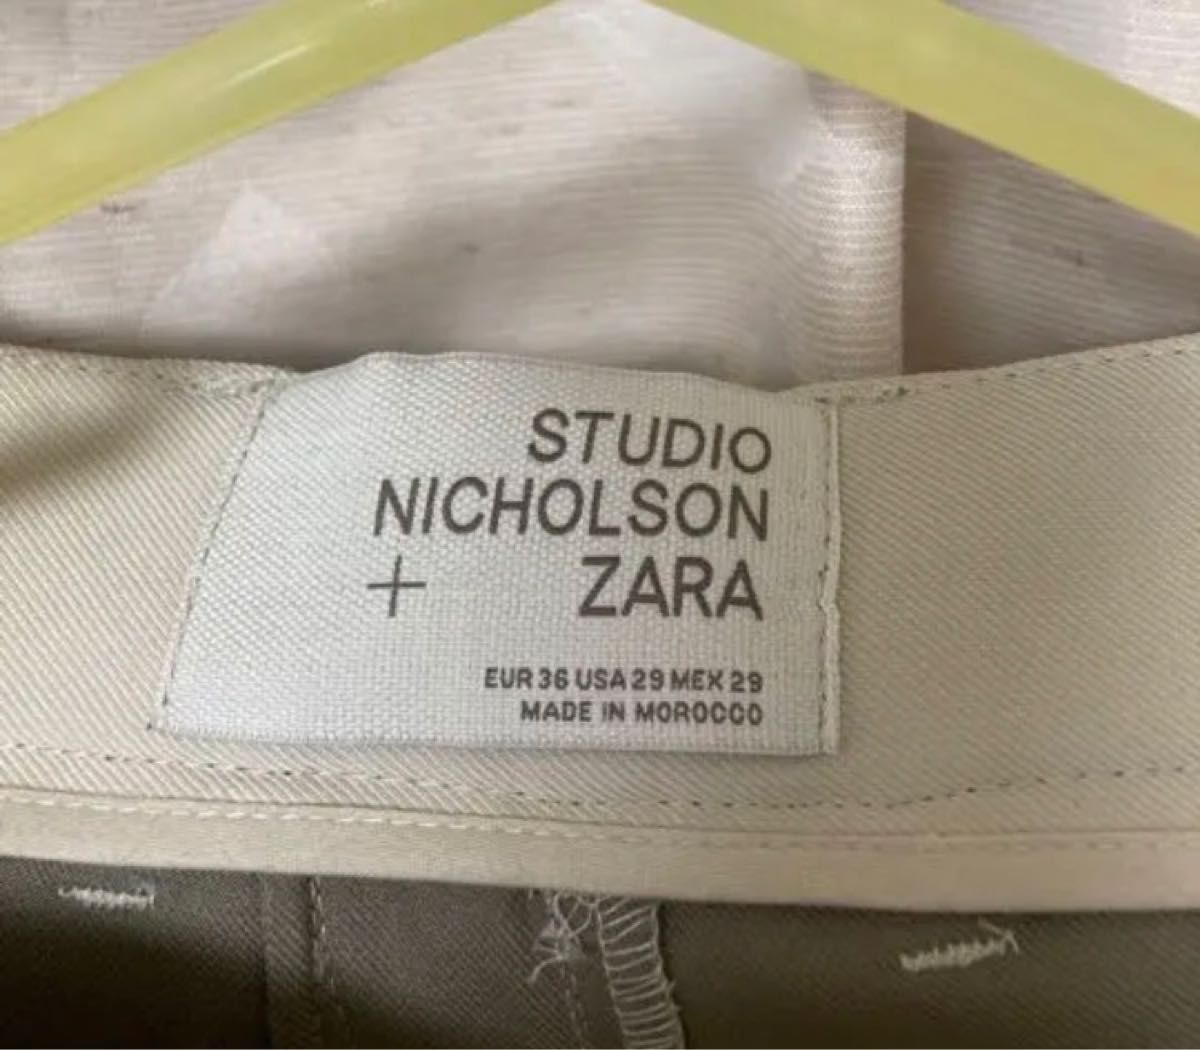 STUDIO
NICHOLSON
+ ZARA
EUR 36 USA 29 MEX 29
MADE IN MOROCCO